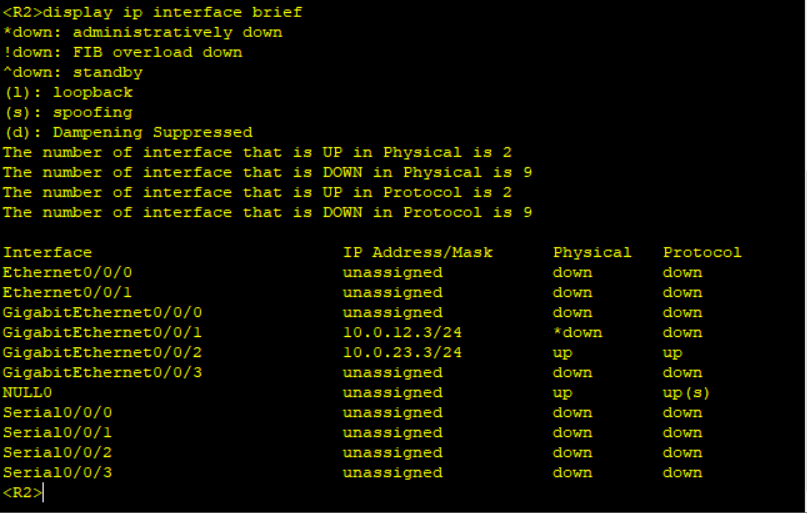 <R2>display ip interface brief
*down: administratively down
!down: FIB overload down
^down: standby
(l): loopback
(s): spoofing
(d): Dampening Suppressed
The number of interface that is UP in Physical is 2
The number of interface that is DOWN in Physical is 9
The number of interface that is UP in Protocol is 2
The number of interface that is DOWN in Protocol is 9

Interface                         IP Address/Mask      Physical   Protocol
Ethernet0/0/0                     unassigned           down       down
Ethernet0/0/1                     unassigned           down       down
GigabitEthernet0/0/0              unassigned           down       down
GigabitEthernet0/0/1              10.0.12.3/24         *down      down
GigabitEthernet0/0/2              10.0.23.3/24         up         up
GigabitEthernet0/0/3              unassigned           down       down
NULL0                             unassigned           up         up(s)
Serial0/0/0                       unassigned           down       down
Serial0/0/1                       unassigned           down       down
Serial0/0/2                       unassigned           down       down
Serial0/0/3                       unassigned           down       down
<R2>